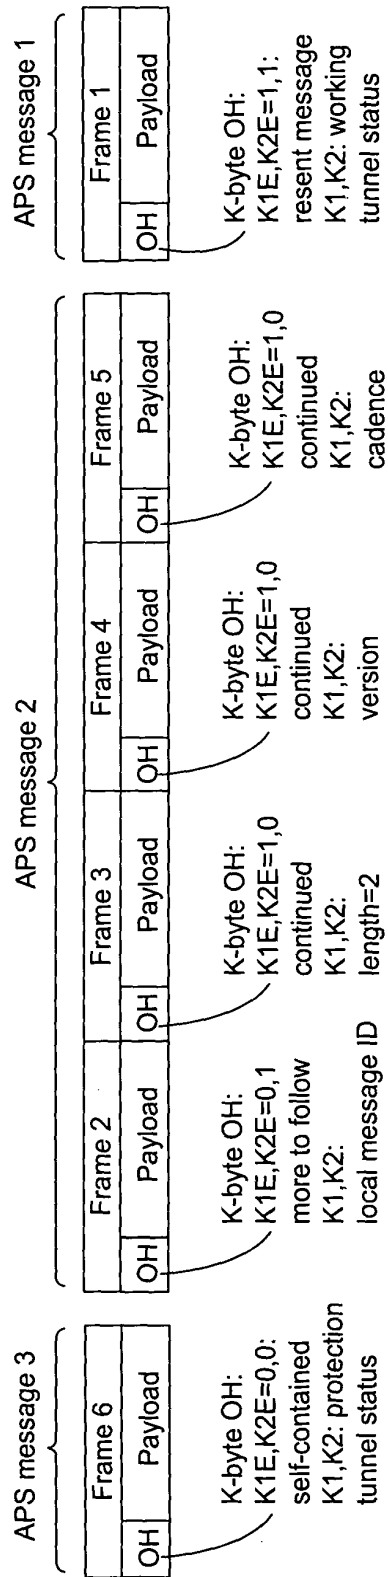 APS message 3
Frame 6
OH
Payload
K-byte OH:
K1E,K2E=0,0:
self-contained
K1,K2: protection
tunnel status
APS message 2
Frame 2
OH
Payload
K-byte OH:
K1E,K2E=0,1
more to follow
K1,K2:
local message ID
Frame 3
OH
Payload
K-byte OH:
K1E,K2E=1,0
continued
K1,K2:
length=2
Frame 4
OH
Payload
K-byte OH:
K1E,K2E=1,0
continued
K1,K2:
version
Frame 5
OH
Payload
K-byte OH:
K1E,K2E=1,0
continued
K1,K2:
cadence
APS message 1
Frame 1
OH
Payload
K-byte OH:
K1E,K2E=1,1:
resent message
K1,K2: working
tunnel status